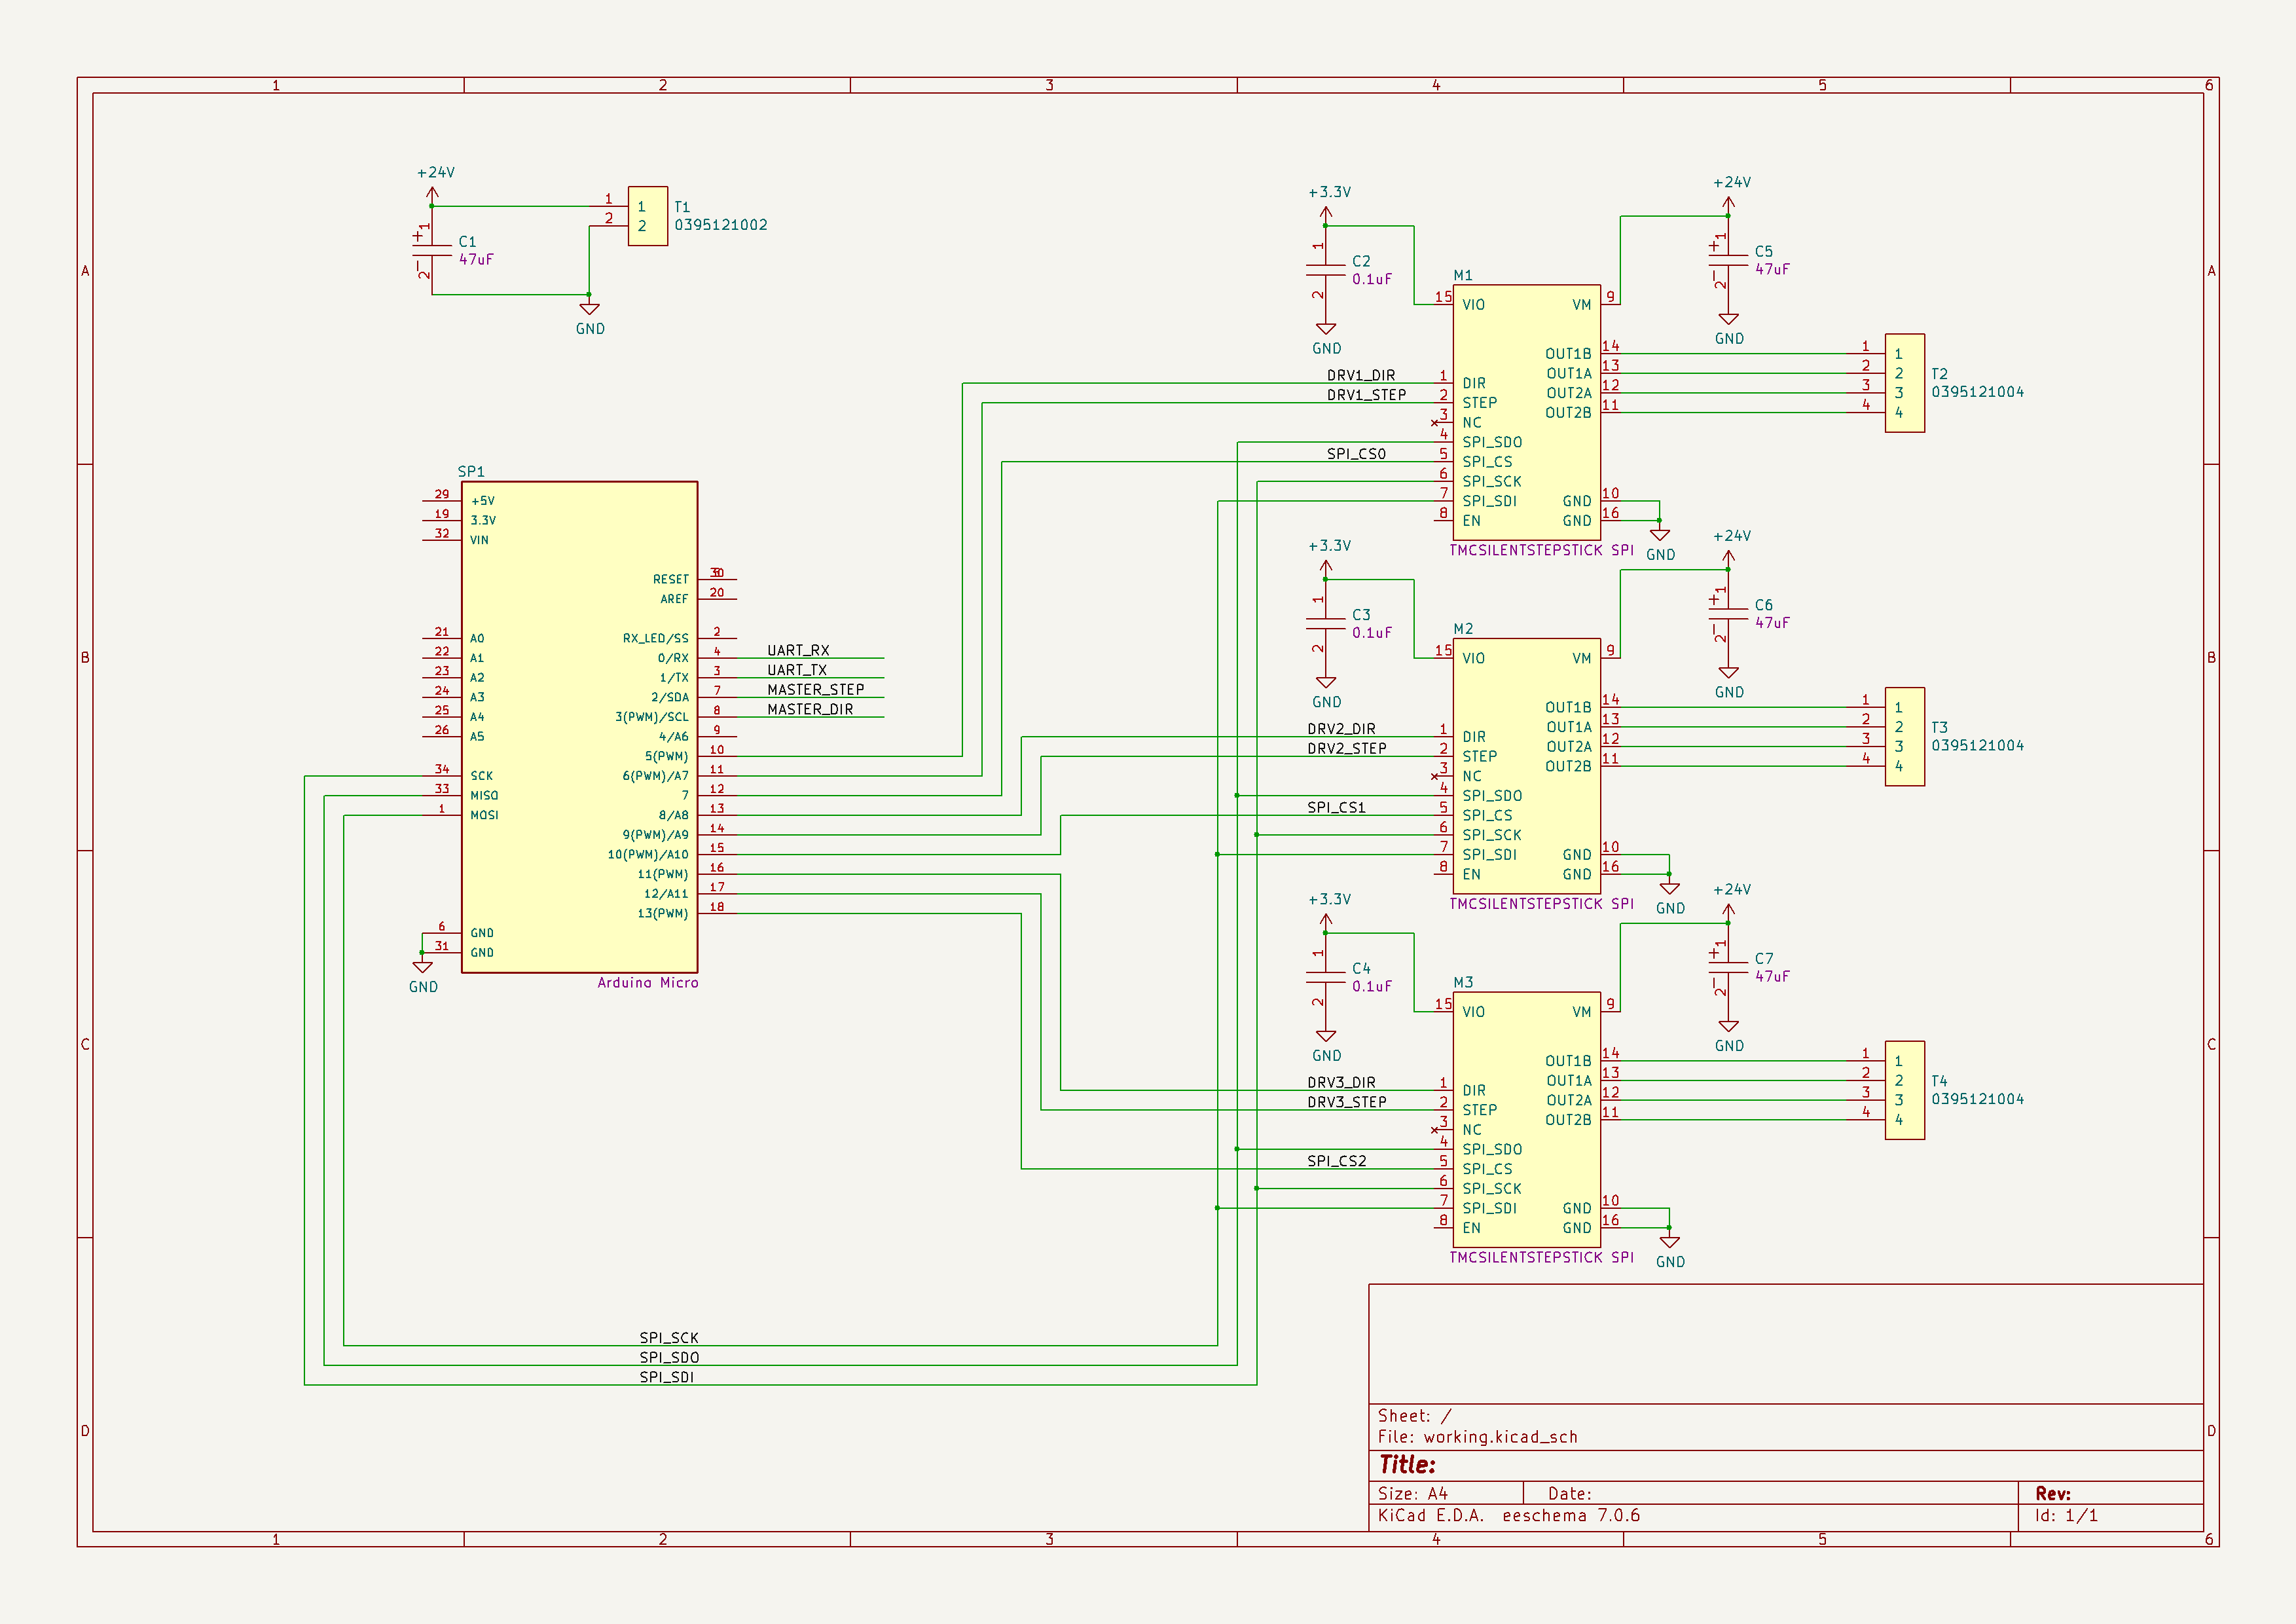 1 2 3 4 5 6
A
B
C
D
A
B
C
D
+24V
1
2
+
1
-
2
C1
47uF
1
2
T1
0395121002
GND
SP1
29 +5V
19 3.3V
32 VIN
21 A0
22 A1
23 A2
24 A3
25 A4
26 A5
34 SCK
33 MISO
1 MOSI
6 GND
31 GND
GND
RESET
AREF 20
RX_LED/SS 2
0/RX 4 UART_RX
1/TX 3 UART_TX
2/SDA 7 MASTER_STEP
3(PWM)/SCL 8 MASTER_DIR
4/A6 9
5(PWM) 10
6(PWM)/A7 11
7 12
8/A8 13
9(PWM)/A9 14
10(PWM)/A10 15
11(PWM) 16
12/A11 17
13(PWM) 18
Arduino Micro
SPI_SCK
SPI_SDO
SPI_SDI
+3.3V
1
C2
0.1uF
2
GND
+24V
+
1
-
2
C5
47uF
GND
M1
15 VIO VM 9
OUT1B 14
OUT1A 13
OUT2A 12
OUT2B 11
DRV1_DIR 1 DIR
DRV1_STEP 2 STEP
3 NC
4 SPI_SDO
SPI_CS0 5 SPI_CS
6 SPI_SCK
7 SPI_SDI GND 10
8 EN GND 16
TMCSILENTSTEPSTICK SPI
GND
1 1
2 2
3 3
4 4
T2
0395121004
+3.3V
1
C3
0.1uF
2
GND
+24V
+
1
-
2
C6
47uF
GND
M2
15 VIO VM 9
OUT1B 14
OUT1A 13
OUT2A 12
OUT2B 11
DRV2_DIR 1 DIR
DRV2_STEP 2 STEP
3 NC
4 SPI_SDO
SPI_CS1 5 SPI_CS
6 SPI_SCK
7 SPI_SDI GND 10
8 EN GND 16
TMCSILENTSTEPSTICK SPI
GND
1 1
2 2
3 3
4 4
T3
0395121004
+3.3V
1
C4
0.1uF
2
GND
+24V
+
1
-
2
C7
47uF
GND
M3
15 VIO VM 9
OUT1B 14
OUT1A 13
OUT2A 12
OUT2B 11
DRV3_DIR 1 DIR
DRV3_STEP 2 STEP
3 NC
4 SPI_SDO
SPI_CS2 5 SPI_CS
6 SPI_SCK
7 SPI_SDI GND 10
8 EN GND 16
TMCSILENTSTEPSTICK SPI
GND
1 1
2 2
3 3
4 4
T4
0395121004
Sheet: /
File: working.kicad_sch
Title:
Size: A4 Date: Rev:
KiCad E.D.A. eeschema 7.0.6 Id: 1/1
1 2 3 4 5 6